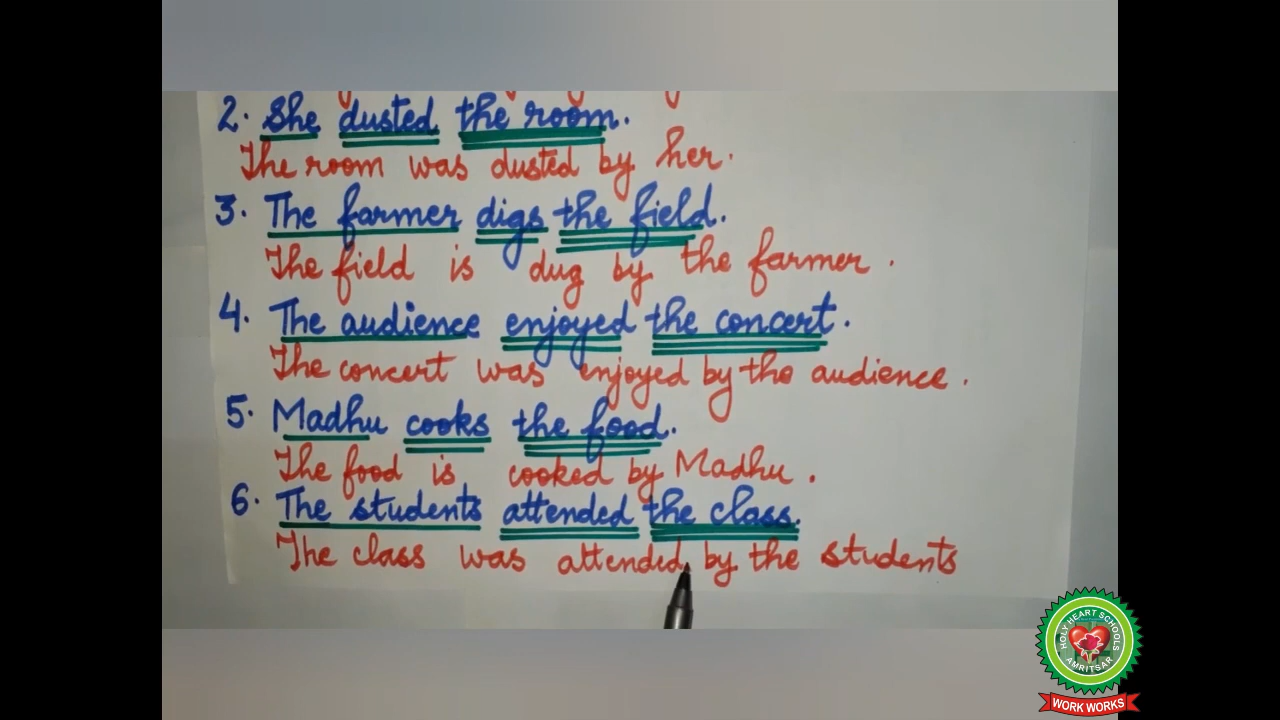 2. She dusted the room.
The room was dusted by her.
3. The farmer digs the field.
The field is dug by the farmer.
4. The audience enjoyed the concert.
The concert was enjoyed by the audience.
5. Madhu cooks the food.
The food is cooked by Madhu.
6. The students attended the class.
The class was attended by the students
HOLY HEART SCHOOLS
AMRITSAR
WORK WORKS